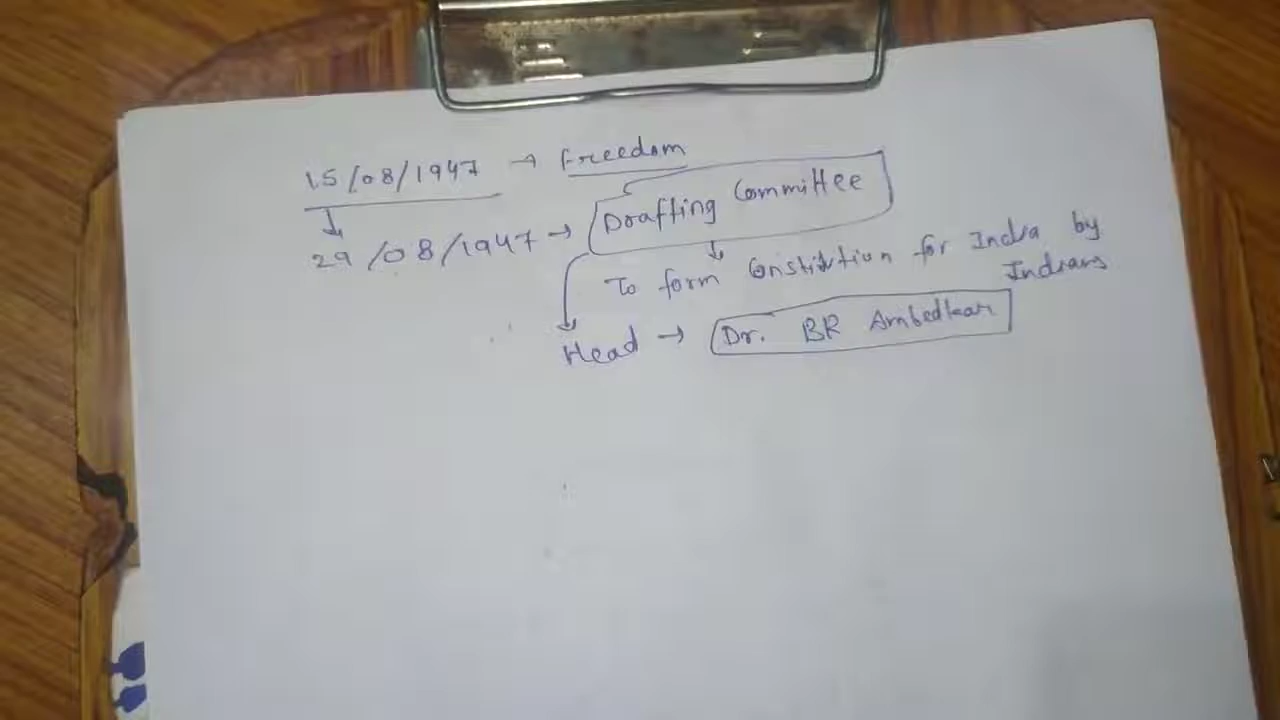 15/08/1947 → Freedom
29/08/1947 → Drafting Committee
To form Constitution for India by
Indians
Head → Dr. BR Ambedkar